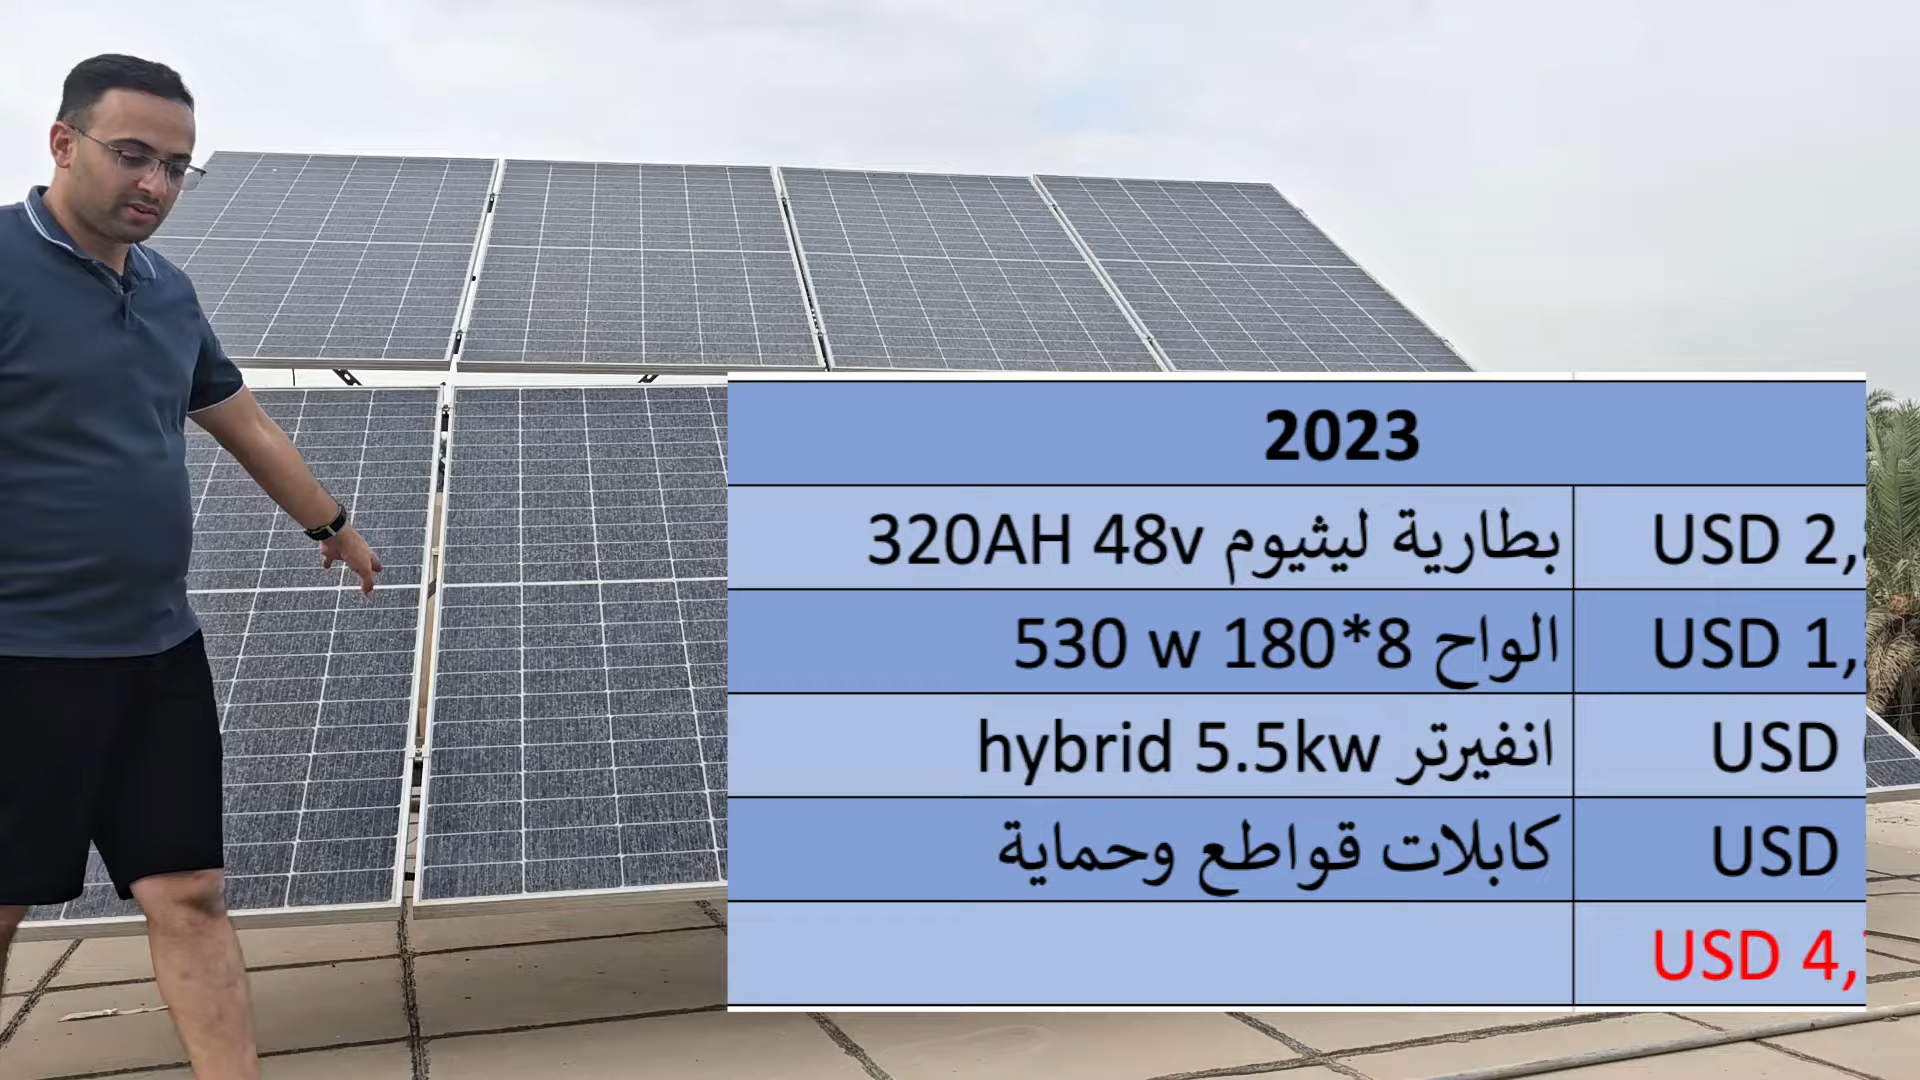 2023
بطارية ليثيوم 320AH 48v USD 2,
الواح 530 w 180*8 USD 1,
انفيرتر hybrid 5.5kw USD
كابلات قواطع وحماية USD
USD 4,